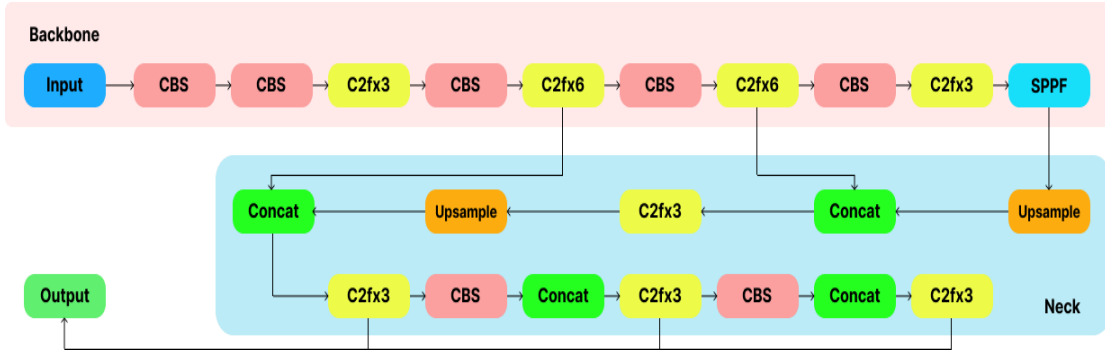 Backbone
Input CBS CBS C2fx3 CBS C2fx6 CBS C2fx6 CBS C2fx3 SPPF
Concat Upsample C2fx3 Concat Upsample
Output C2fx3 CBS Concat C2fx3 CBS Concat C2fx3
Neck